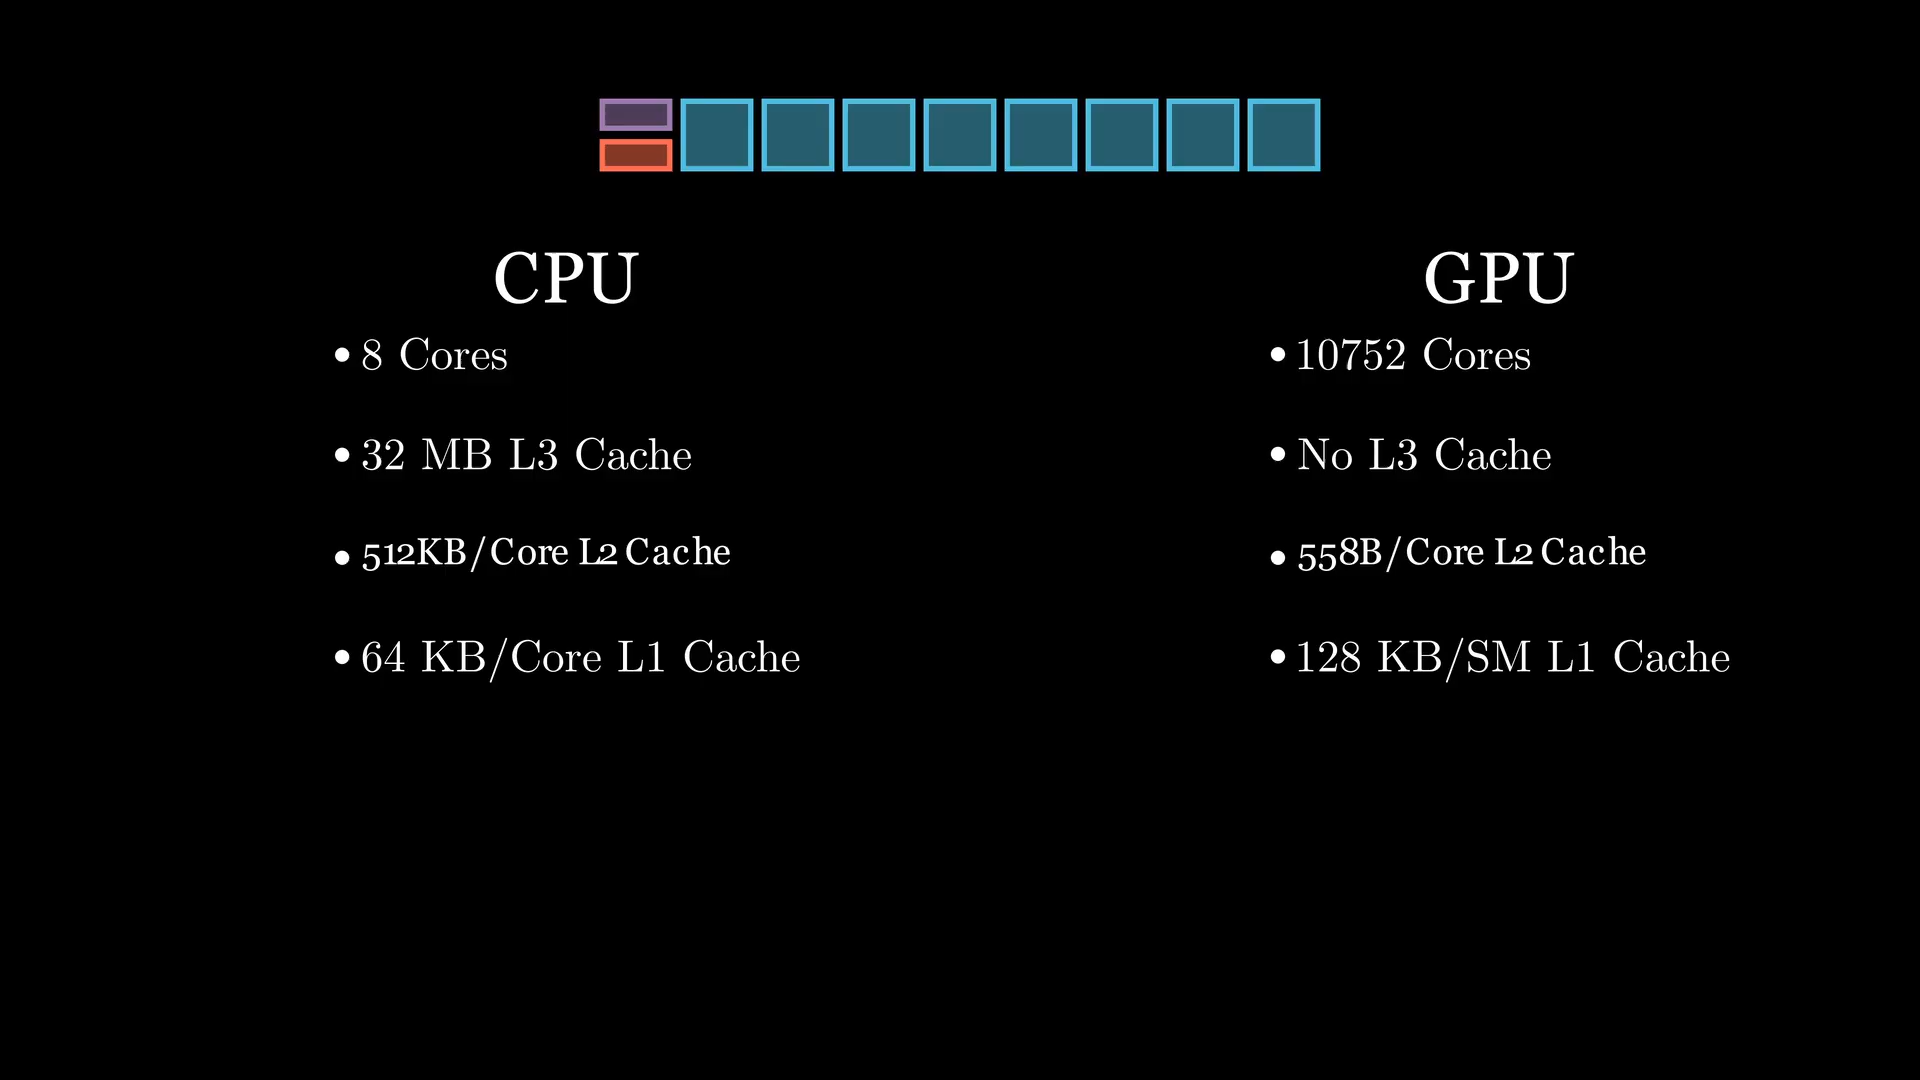 CPU
• 8 Cores
• 32 MB L3 Cache
• 512KB/Core L2 Cache
• 64 KB/Core L1 Cache
GPU
• 10752 Cores
• No L3 Cache
• 558B/Core L2 Cache
• 128 KB/SM L1 Cache